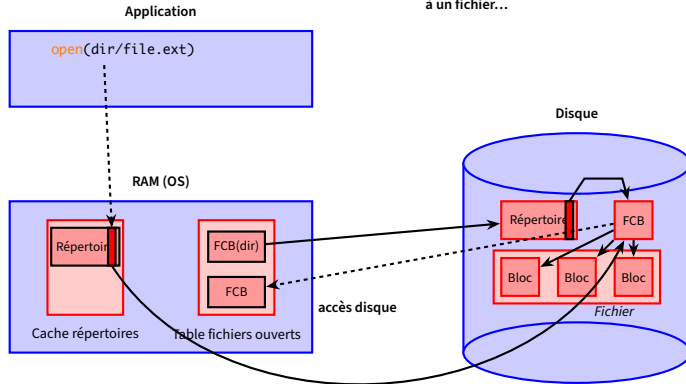 à un fichier...
Application
open(dir/file.ext)
Disque
RAM (OS)
Répertoire
FCB
Répertoir
FCB(dir)
FCB
Bloc
Bloc
Bloc
accès disque
Fichier
Cache répertoires
Table fichiers ouverts